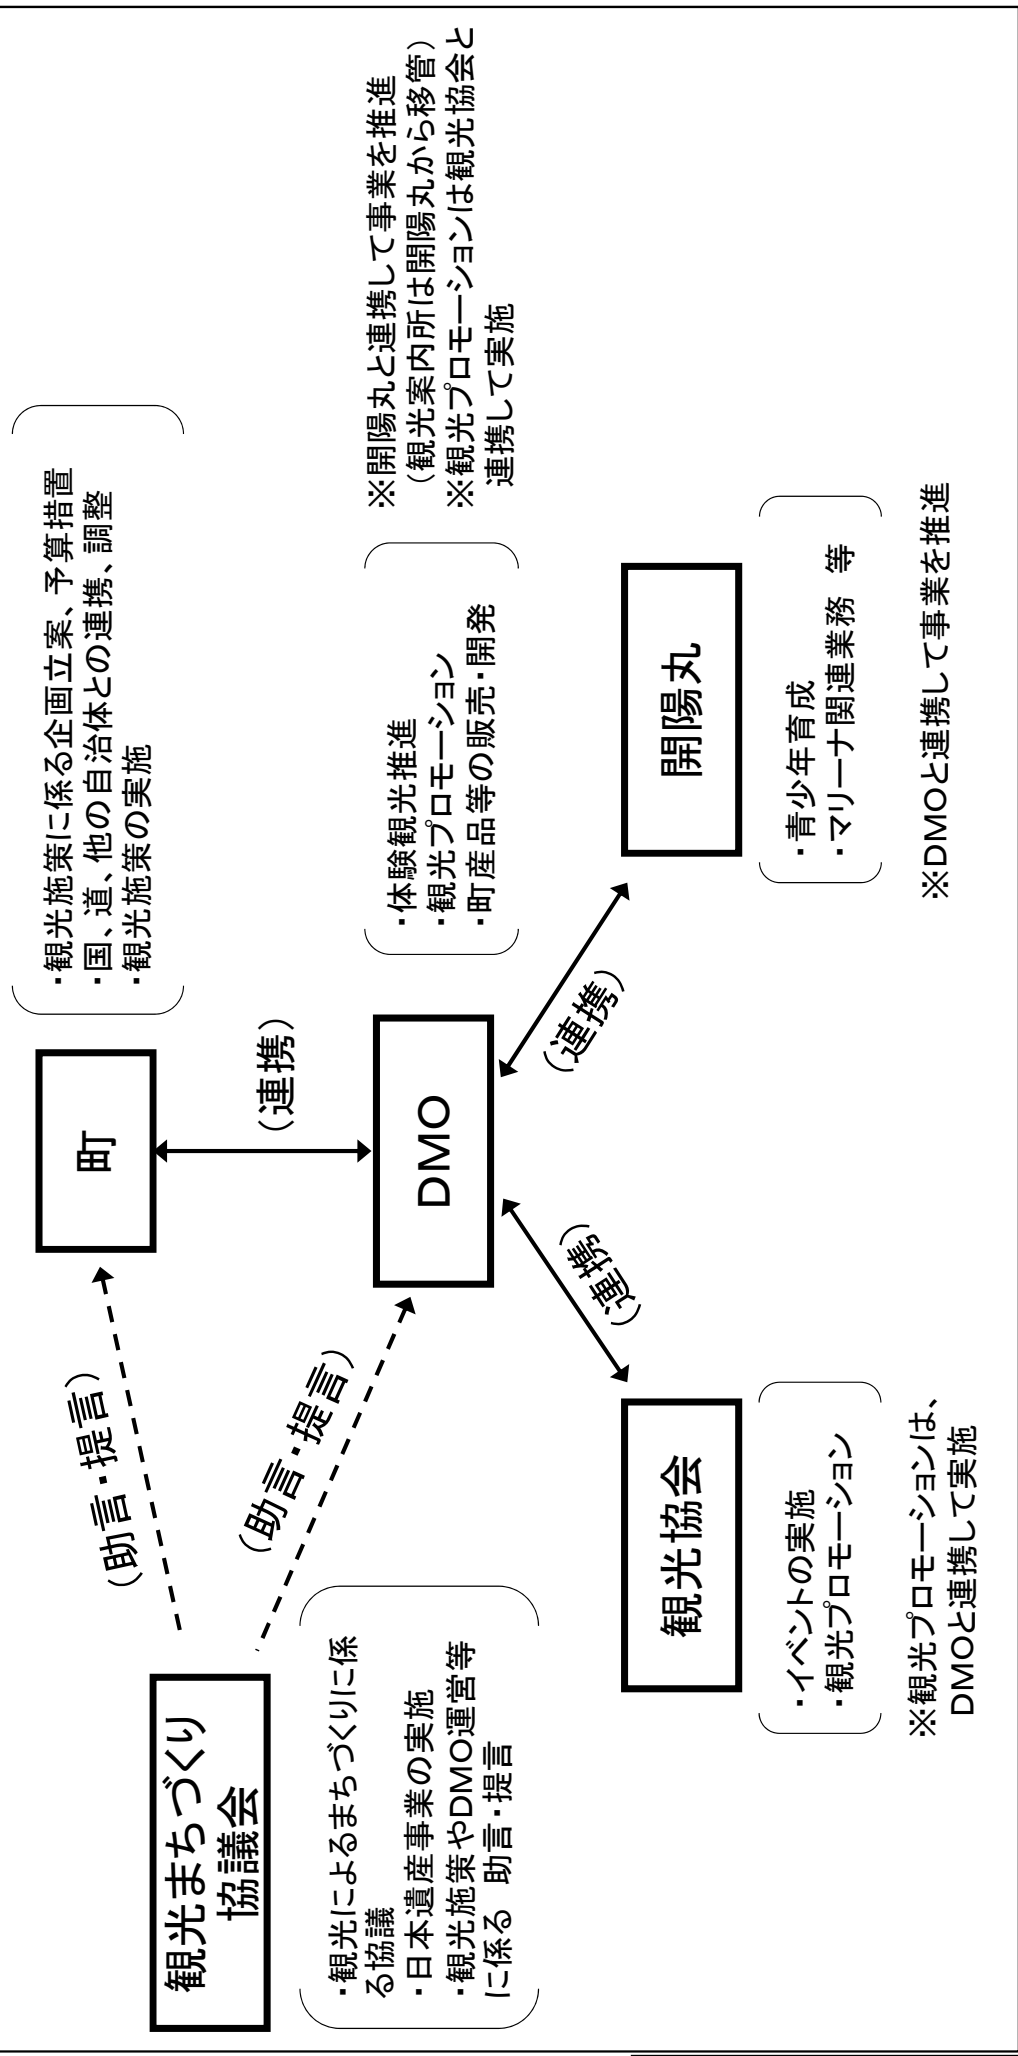 町
・観光施策に係る企画立案、予算措置
・国、道、他の自治体との連携、調整
・観光施策の実施
(助言・提言)
観光まちづくり
協議会
(連携)
(助言・提言)
・観光によるまちづくりに係
る協議
・日本遺産事業の実施
・観光施策やDMO運営等
に係る 助言・提言
DMO
・体験観光推進
・観光プロモーション
・町産品等の販売・開発
※開陽丸と連携して事業を推進
(観光案内所は開陽丸から移管)
※観光プロモーションは観光協会と
連携して実施
(連携)
(連携)
観光協会
・イベントの実施
・観光プロモーション
※観光プロモーションは、
DMOと連携して実施
開陽丸
・青少年育成
・マリーナ関連業務 等
※DMOと連携して事業を推進